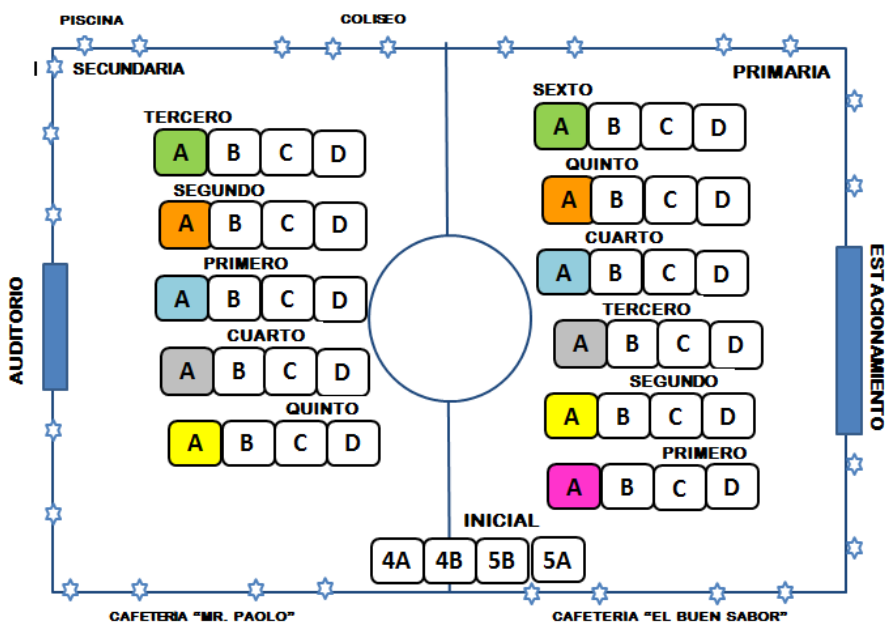 PISCINA
COLISEO
I SECUNDARIA
PRIMARIA
TERCERO
A B C D
SEGUNDO
A B C D
PRIMERO
A B C D
CUARTO
A B C D
QUINTO
A B C D
SEXTO
A B C D
QUINTO
A B C D
CUARTO
A B C D
TERCERO
A B C D
SEGUNDO
A B C D
PRIMERO
A B C D
AUDITORIO
ESTACIONAMIENTO
INICIAL
4A 4B 5B 5A
CAFETERIA "MR. PAOLO"
CAFETERIA "EL BUEN SABOR"